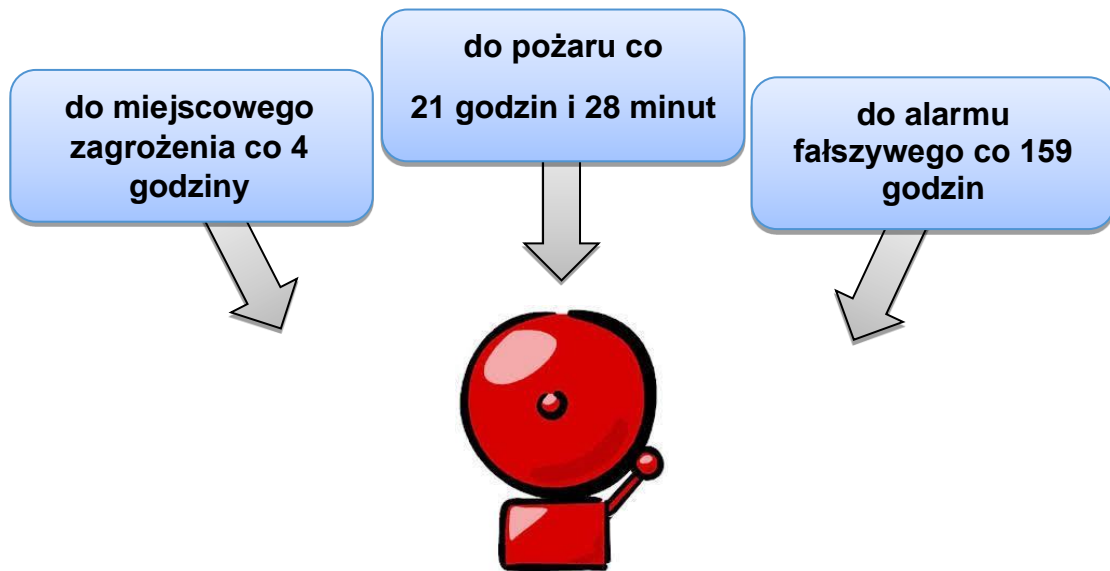 do miejscowego
zagrożenia co 4
godziny
do pożaru co
21 godzin i 28 minut
do alarmu
fałszywego co 159
godzin